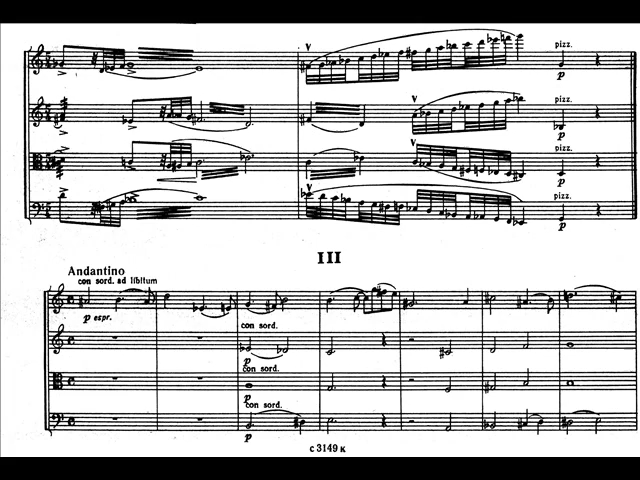 V
pizz.
p
V
pizz.
p
V
pizz.
p
V
pizz.
p
III
Andantino
con sord. ad libitum
p espr.
con sord.
p
con sord.
p
con sord.
p
с 3149 к